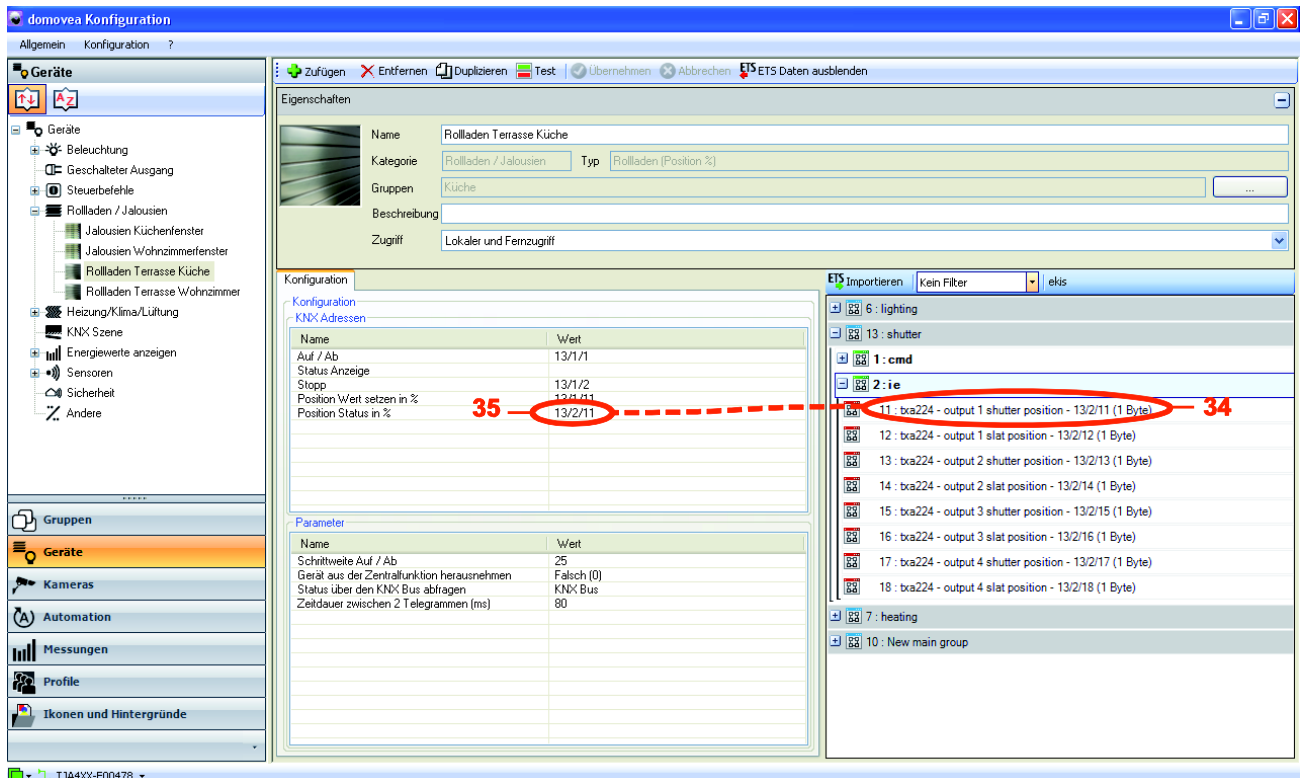 domovea Konfiguration
Allgemein Konfiguration ?
Geräte
Zufügen Entfernen Duplizieren Test Übernehmen Abbrechen ETS ETS Daten ausblenden
AZ
Eigenschaften
Geräte
Beleuchtung
Geschalteter Ausgang
Steuerbefehle
Rollladen / Jalousien
Jalousien Küchenfenster
Jalousien Wohnzimmerfenster
Rollladen Terrasse Küche
Rollladen Terrasse Wohnzimmer
Heizung/Klima/Lüftung
KNX Szene
Energiewerte anzeigen
Sensoren
Sicherheit
Andere
Name Rollladen Terrasse Küche
Kategorie Rollladen / Jalousien Typ Rollladen (Position %)
Gruppen Küche ...
Beschreibung
Zugriff Lokaler und Fernzugriff
Konfiguration
Konfiguration
KNX Adressen
Name Wert
Auf / Ab 13/1/1
Status Anzeige
Stopp 13/1/2
Position Wert setzen in % 13/1/11
Position Status in % 13/2/11
35
34
Parameter
Name Wert
Schrittweite Auf / Ab 25
Gerät aus der Zentralfunktion herausnehmen Falsch (0)
Status über den KNX Bus abfragen KNX Bus
Zeitdauer zwischen 2 Telegrammen (ms) 80
ETS Importieren Kein Filter ekis
6 : lighting
13 : shutter
1 : cmd
2 : ie
11 : txa224 - output 1 shutter position - 13/2/11 (1 Byte)
12 : txa224 - output 1 slat position - 13/2/12 (1 Byte)
13 : txa224 - output 2 shutter position - 13/2/13 (1 Byte)
14 : txa224 - output 2 slat position - 13/2/14 (1 Byte)
15 : txa224 - output 3 shutter position - 13/2/15 (1 Byte)
16 : txa224 - output 3 slat position - 13/2/16 (1 Byte)
17 : txa224 - output 4 shutter position - 13/2/17 (1 Byte)
18 : txa224 - output 4 slat position - 13/2/18 (1 Byte)
7 : heating
10 : New main group
Gruppen
Geräte
Kameras
Automation
Messungen
Profile
Ikonen und Hintergründe
TJA4XX-E00478